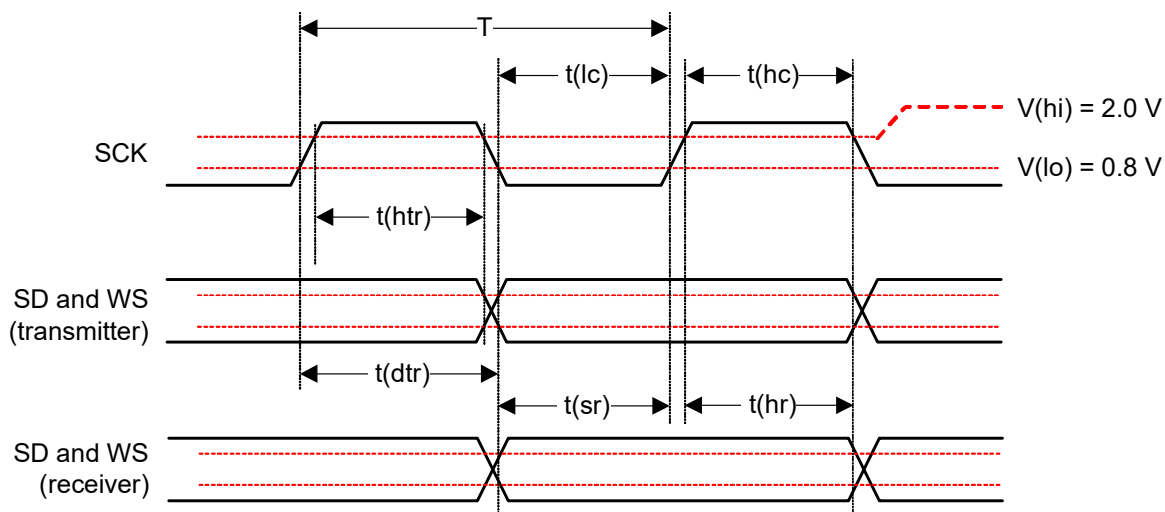 T
t(lc)
t(hc)
V(hi) = 2.0 V
SCK
V(lo) = 0.8 V
t(htr)
SD and WS
(transmitter)
t(dtr)
t(sr)
t(hr)
SD and WS
(receiver)